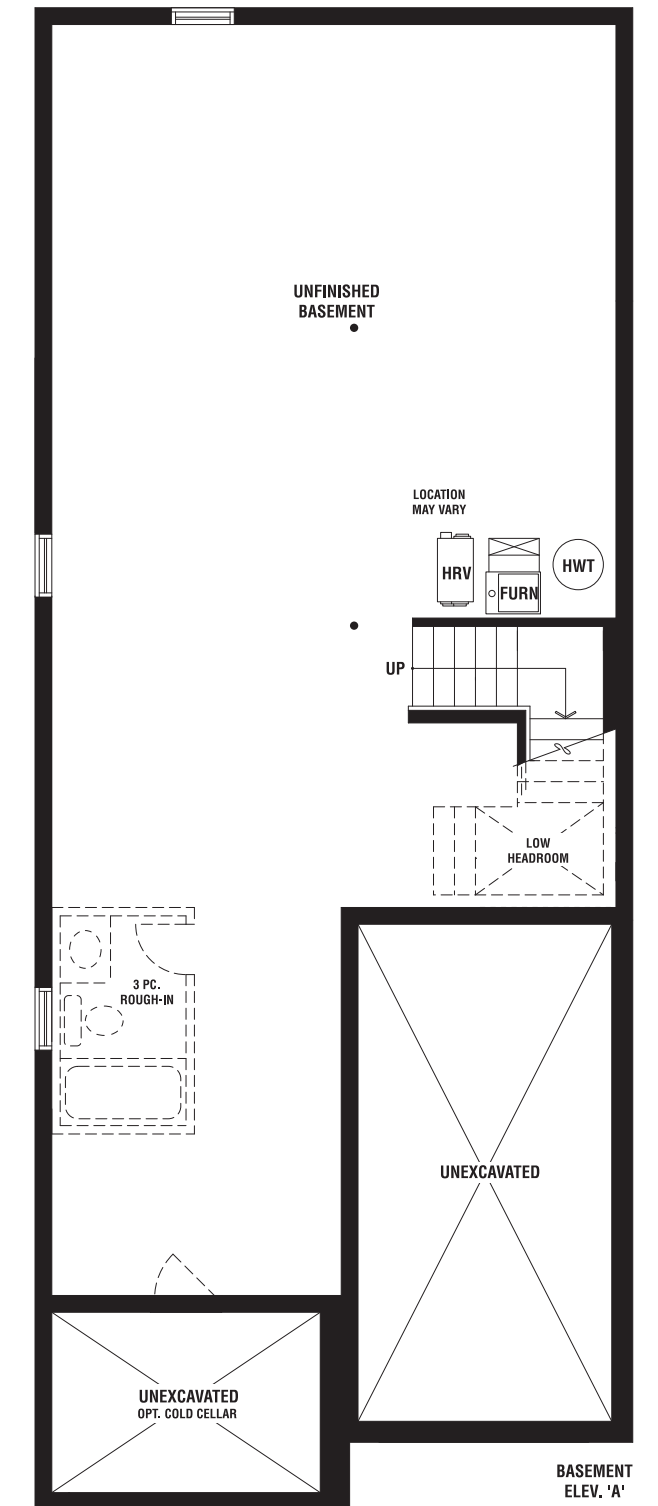 UNFINISHED
BASEMENT
LOCATION
MAY VARY
HRV
FURN
HWT
UP
LOW
HEADROOM
3 PC.
ROUGH-IN
UNEXCAVATED
UNEXCAVATED
OPT. COLD CELLAR
BASEMENT
ELEV. 'A'